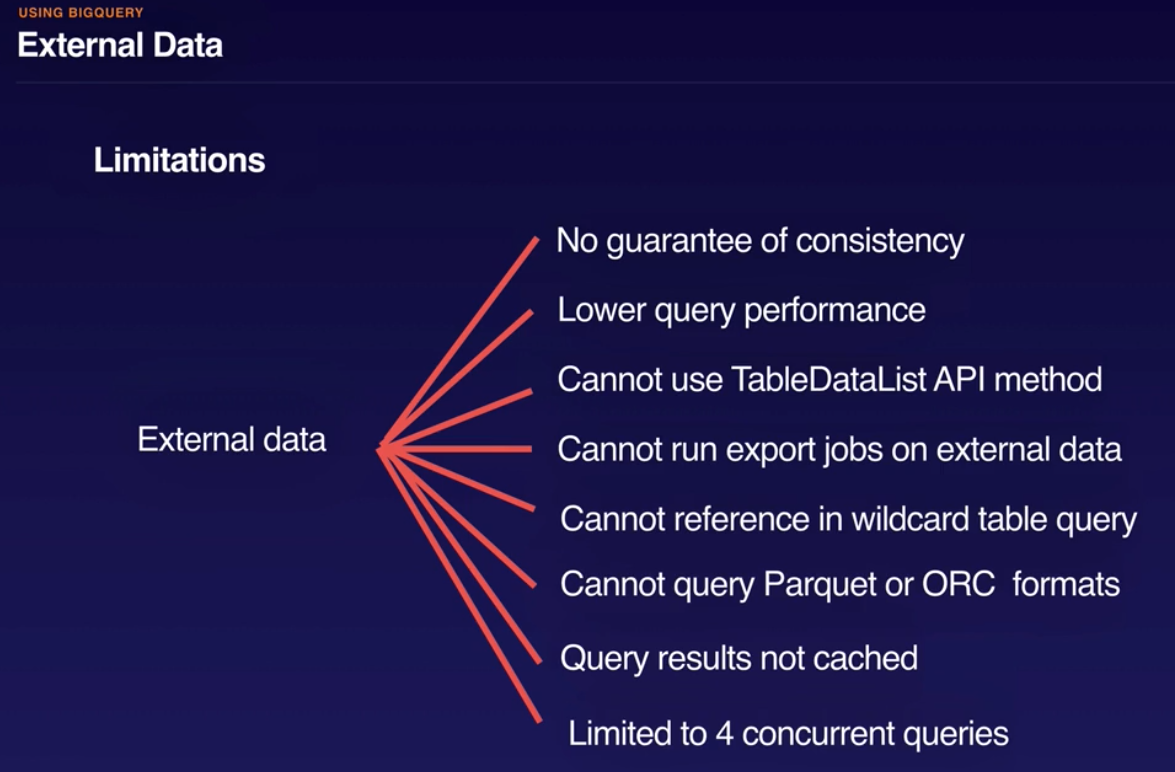 USING BIGQUERY
External Data
Limitations
No guarantee of consistency
Lower query performance
Cannot use TableDataList API method
External data
Cannot run export jobs on external data
Cannot reference in wildcard table query
Cannot query Parquet or ORC formats
Query results not cached
Limited to 4 concurrent queries